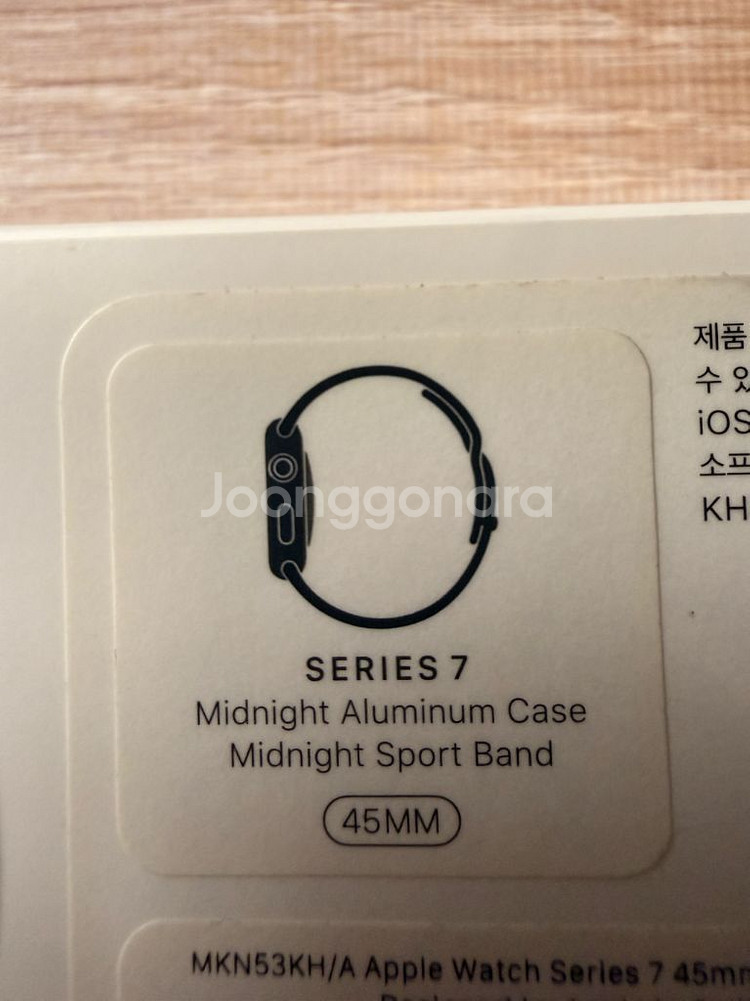 제품
수 있
iOS
소프
KH
Joonggonara
SERIES 7
Midnight Aluminum Case
Midnight Sport Band
45MM
MKN53KH/A Apple Watch Series 7 45mm